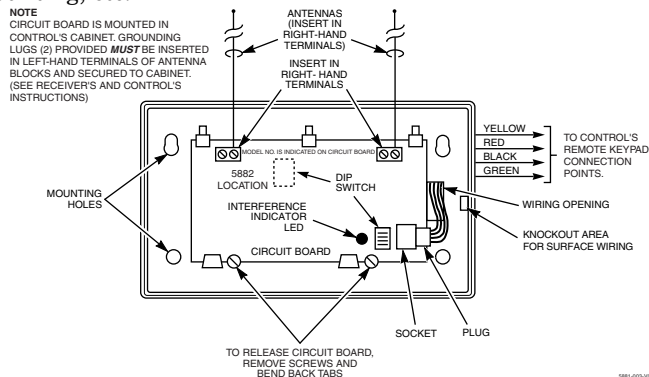 NOTE
CIRCUIT BOARD IS MOUNTED IN
CONTROL'S CABINET. GROUNDING
LUGS (2) PROVIDED MUST BE INSERTED
IN LEFT-HAND TERMINALS OF ANTENNA
BLOCKS AND SECURED TO CABINET.
(SEE RECEIVER'S AND CONTROL'S
INSTRUCTIONS)
ANTENNAS
(INSERT IN
RIGHT-HAND
TERMINALS)
INSERT IN
RIGHT- HAND
TERMINALS
MODEL NO. IS INDICATED ON CIRCUIT BOARD
5882
LOCATION
DIP
SWITCH
INTERFERENCE
INDICATOR
LED
CIRCUIT BOARD
MOUNTING
HOLES
YELLOW
RED
BLACK
GREEN
TO CONTROL'S
REMOTE KEYPAD
CONNECTION
POINTS.
WIRING OPENING
KNOCKOUT AREA
FOR SURFACE WIRING
SOCKET
PLUG
TO RELEASE CIRCUIT BOARD,
REMOVE SCREWS AND
BEND BACK TABS